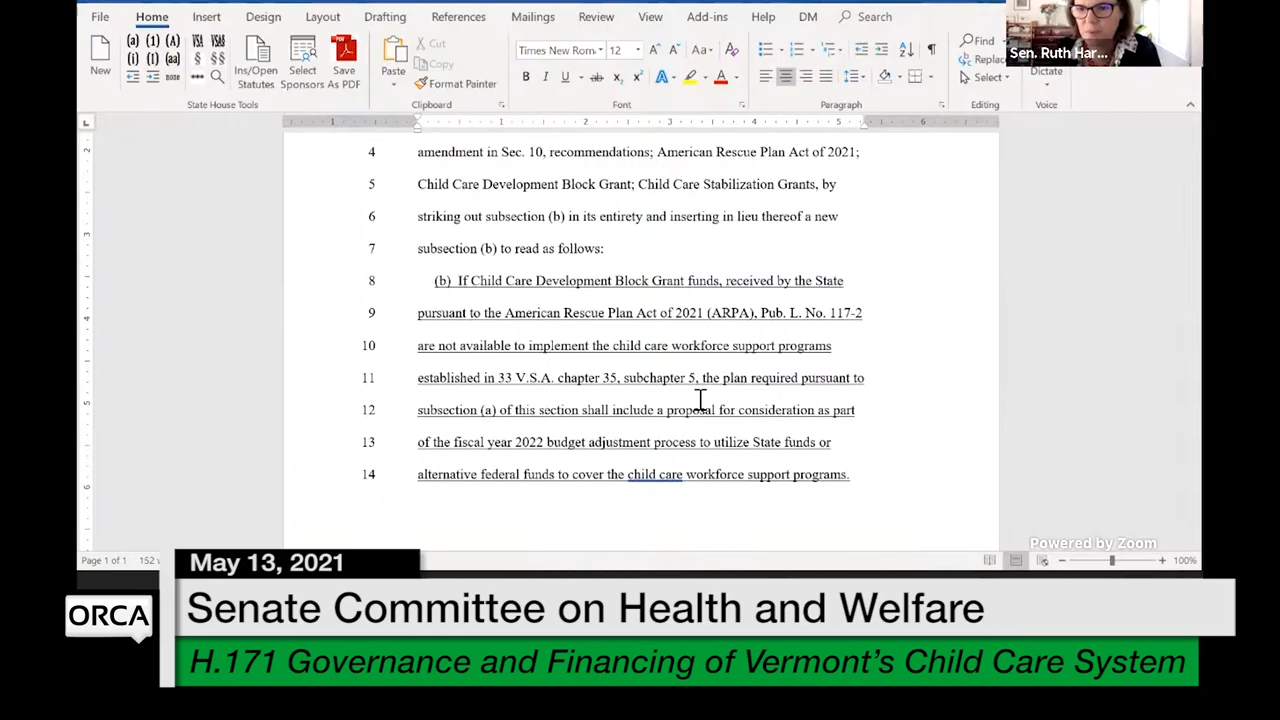 File Home Insert Design Layout Drafting References Mailings Review View Add-ins Help DM Search
Sen. Ruth Har...
(a) (1) (A)
(i) (I) (aa)
New
Ins/Open
Statutes
Select
Sponsors
Save
As PDF
State House Tools
Paste
Cut
Copy
Format Painter
Clipboard
Times New Rom 12
Font
Paragraph
Find
Replace
Select
Editing
Dictate
Voice
4 amendment in Sec. 10, recommendations; American Rescue Plan Act of 2021;
5 Child Care Development Block Grant; Child Care Stabilization Grants, by
6 striking out subsection (b) in its entirety and inserting in lieu thereof a new
7 subsection (b) to read as follows:
8 (b) If Child Care Development Block Grant funds, received by the State
9 pursuant to the American Rescue Plan Act of 2021 (ARPA), Pub. L. No. 117-2
10 are not available to implement the child care workforce support programs
11 established in 33 V.S.A. chapter 35, subchapter 5, the plan required pursuant to
12 subsection (a) of this section shall include a proposal for consideration as part
13 of the fiscal year 2022 budget adjustment process to utilize State funds or
14 alternative federal funds to cover the child care workforce support programs.
Powered by Zoom
Page 1 of 1 152 100%
May 13, 2021
ORCA
Senate Committee on Health and Welfare
H.171 Governance and Financing of Vermont's Child Care System